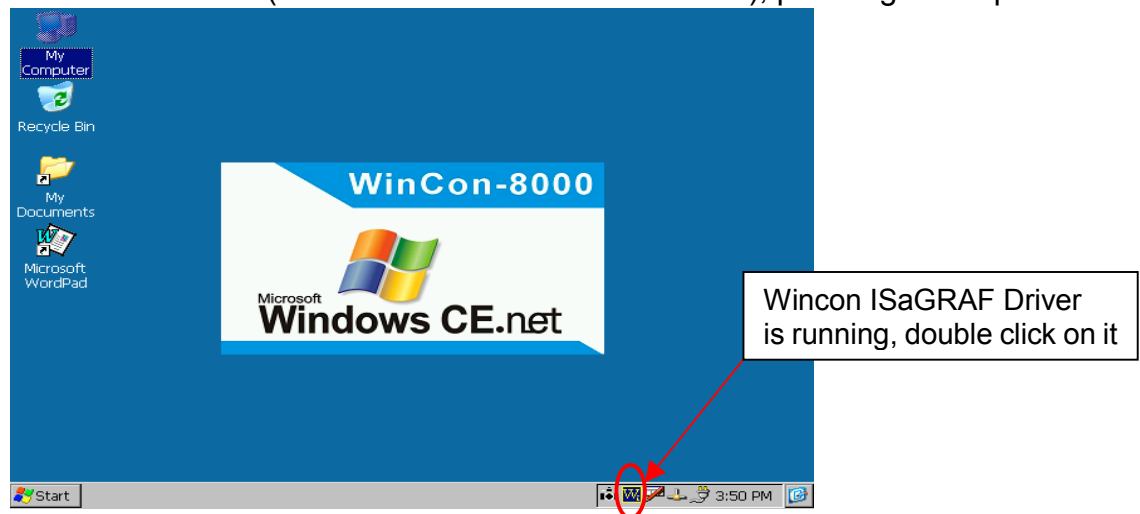 My
Computer
Recycle Bin
My
Documents
Microsoft
WordPad
WinCon-8000
Microsoft
Windows CE.net
Wincon ISaGRAF Driver
is running, double click on it
Start
3:50 PM